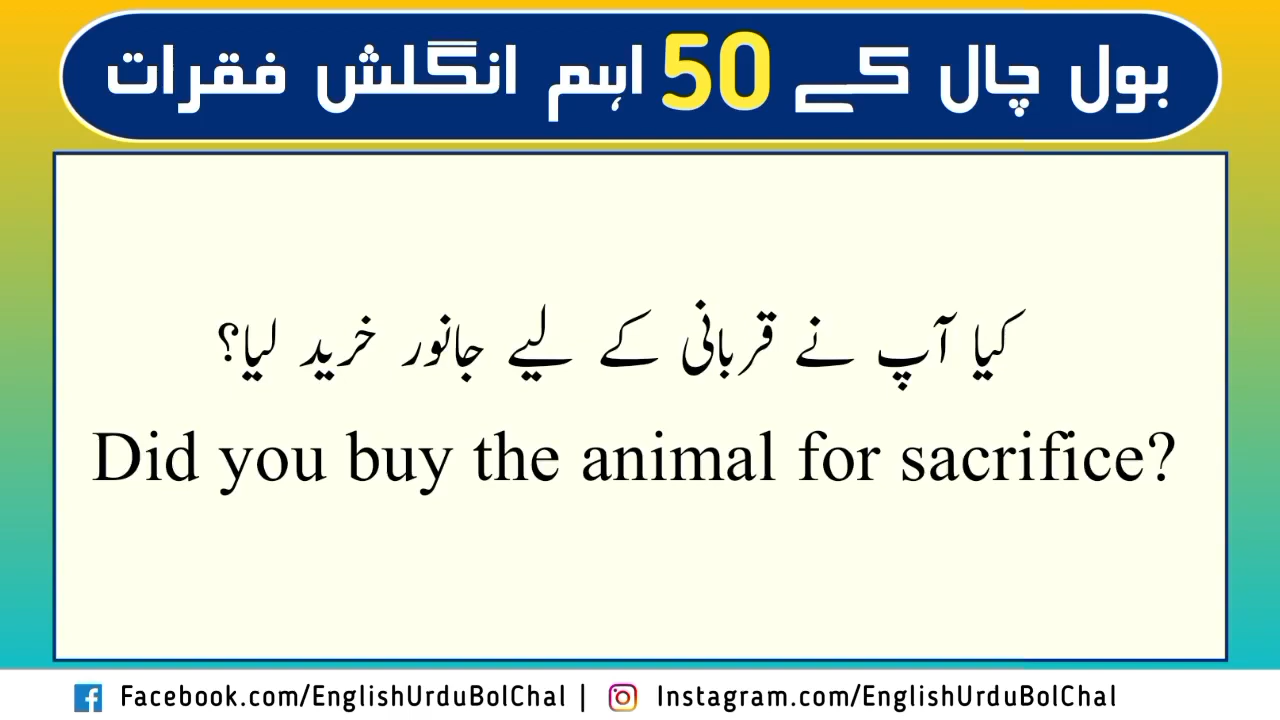 بول چال کے 50 اہم انگلش فقرات
کیا آپ نے قربانی کے لیے جانور خرید لیا؟
Did you buy the animal for sacrifice?
Facebook.com/EnglishUrduBolChal | Instagram.com/EnglishUrduBolChal